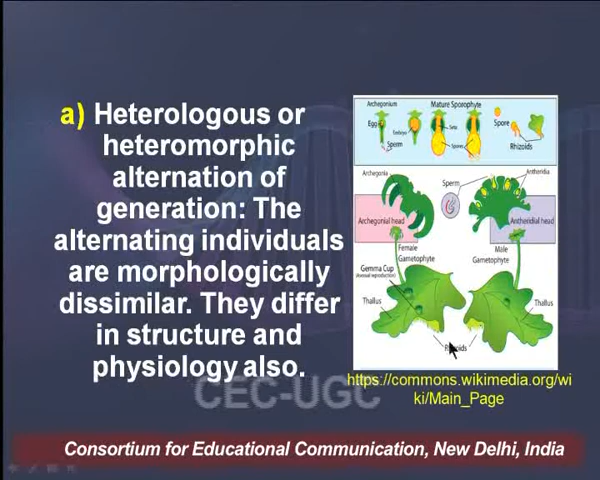 a) Heterologous or
heteromorphic
alternation of
generation: The
alternating individuals
are morphologically
dissimilar. They differ
in structure and
physiology also.
Archegonium
Mature Sporophyte
Egg
Sperm
Embryo
Seta
Spores
Spore
Rhizoids
Archegonia
Sperm
Antheridia
Archegonial head
Antheridial head
Female
Gametophyte
Male
Gametophyte
Gemma Cup
Thallus
Thallus
https://commons.wikimedia.org/wi
ki/Main_Page
CEC-UGC
Consortium for Educational Communication, New Delhi, India